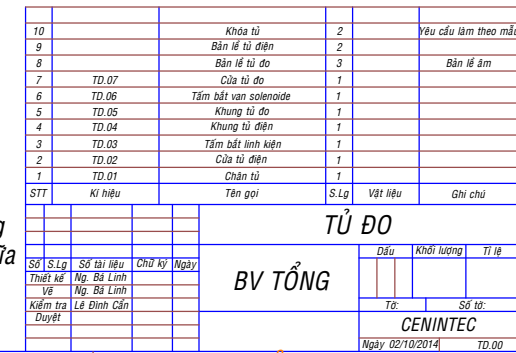 10 Khóa tủ 2 Yêu cầu làm theo mẫu
9 Bản lề tủ điện 2
8 Bản lề tủ đo 3 Bản lề âm
7 TD.07 Cửa tủ đo 1
6 TD.06 Tấm bắt van solenoide 1
5 TD.05 Khung tủ đo 1
4 TD.04 Khung tủ điện 1
3 TD.03 Tấm bắt linh kiện 1
2 TD.02 Cửa tủ điện 1
1 TD.01 Chân tủ 1
STT Kí hiệu Tên gọi S.Lg Vật liệu Ghi chú
TỦ ĐO
Số S.Lg Số tài liệu Chữ ký Ngày
Thiết kế Ng. Bá Linh
Vẽ Ng. Bá Linh
Kiểm tra Lê Đình Cẩn
Duyệt
BV TỔNG
Dấu Khối lượng Tỉ lệ
Tờ: Số tờ:
CENINTEC
Ngày 02/10/2014 TD.00